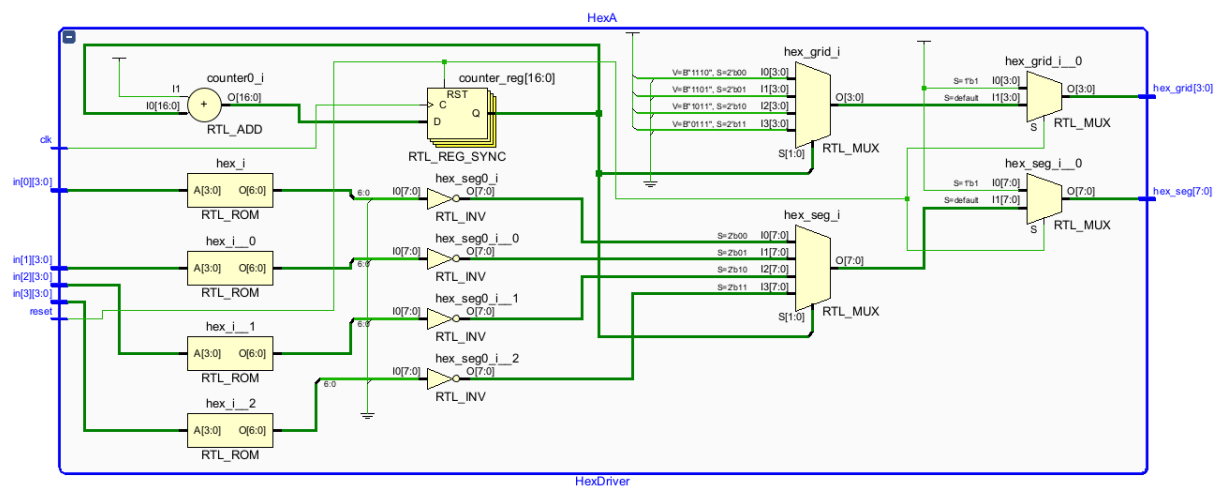 HexA
counter0_i
I1
I0[16:0]
+
O[16:0]
RTL_ADD
counter_reg[16:0]
RST
C
D
Q
RTL_REG_SYNC
hex_grid_i
V=B"1110", S=2'b00
I0[3:0]
V=B"1101", S=2'b01
I1[3:0]
V=B"1011", S=2'b10
I2[3:0]
V=B"0111", S=2'b11
I3[3:0]
O[3:0]
S[1:0]
RTL_MUX
hex_grid_i__0
S=1'b1
I0[3:0]
S=default
I1[3:0]
O[3:0]
S
RTL_MUX
hex_grid[3:0]
clk
in[0][3:0]
in[1][3:0]
in[2][3:0]
in[3][3:0]
reset
hex_i
A[3:0]
O[6:0]
RTL_ROM
6:0
hex_seg0_i
I0[7:0]
O[7:0]
RTL_INV
hex_i__0
A[3:0]
O[6:0]
RTL_ROM
6:0
hex_seg0_i__0
I0[7:0]
O[7:0]
RTL_INV
hex_i__1
A[3:0]
O[6:0]
RTL_ROM
6:0
hex_seg0_i__1
I0[7:0]
O[7:0]
RTL_INV
hex_i__2
A[3:0]
O[6:0]
RTL_ROM
6:0
hex_seg0_i__2
I0[7:0]
O[7:0]
RTL_INV
hex_seg_i
S=2'b00
I0[7:0]
S=2'b01
I1[7:0]
S=2'b10
I2[7:0]
S=2'b11
I3[7:0]
O[7:0]
S[1:0]
RTL_MUX
hex_seg_i__0
S=1'b1
I0[7:0]
S=default
I1[7:0]
O[7:0]
S
RTL_MUX
hex_seg[7:0]
HexDriver